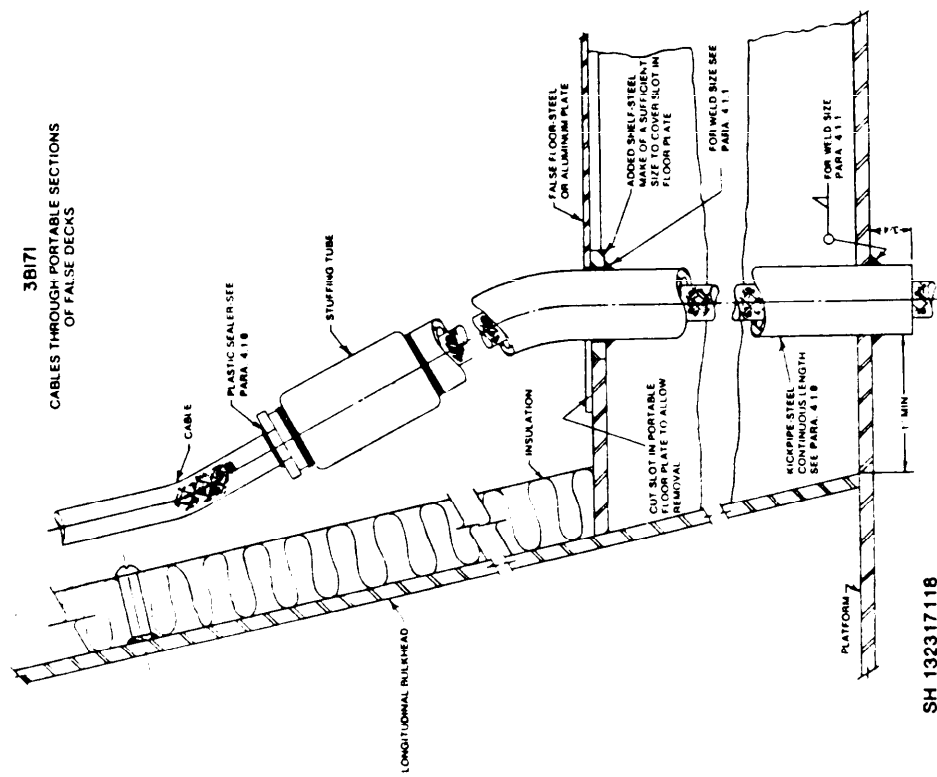 3B171
CABLES THROUGH PORTABLE SECTIONS
OF FALSE DECKS
CABLE
PLASTIC SEALER-SEE
PARA 4.1.8
STUFFING TUBE
INSULATION
FALSE FLOOR-STEEL
OR ALUMINUM PLATE
ADDED SHELF-STEEL
MAKE OF A SUFFICIENT
SIZE TO COVER SLOT IN
FLOOR PLATE
FOR WELD SIZE SEE
PARA. 4.1.1
CUT SLOT IN PORTABLE
FLOOR PLATE TO ALLOW
REMOVAL
LONGITUDINAL BULKHEAD
FOR WELD SIZE
PARA 4.1.1
3/4
KICKPIPE-STEEL
CONTINUOUS LENGTH
SEE PARA. 4.1.8
MIN
PLATFORM
SH 132317118